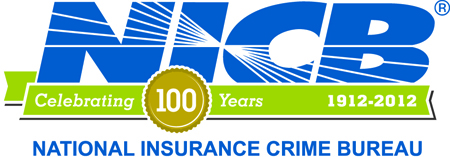 NICB®
Celebrating 100 Years 1912-2012
NATIONAL INSURANCE CRIME BUREAU